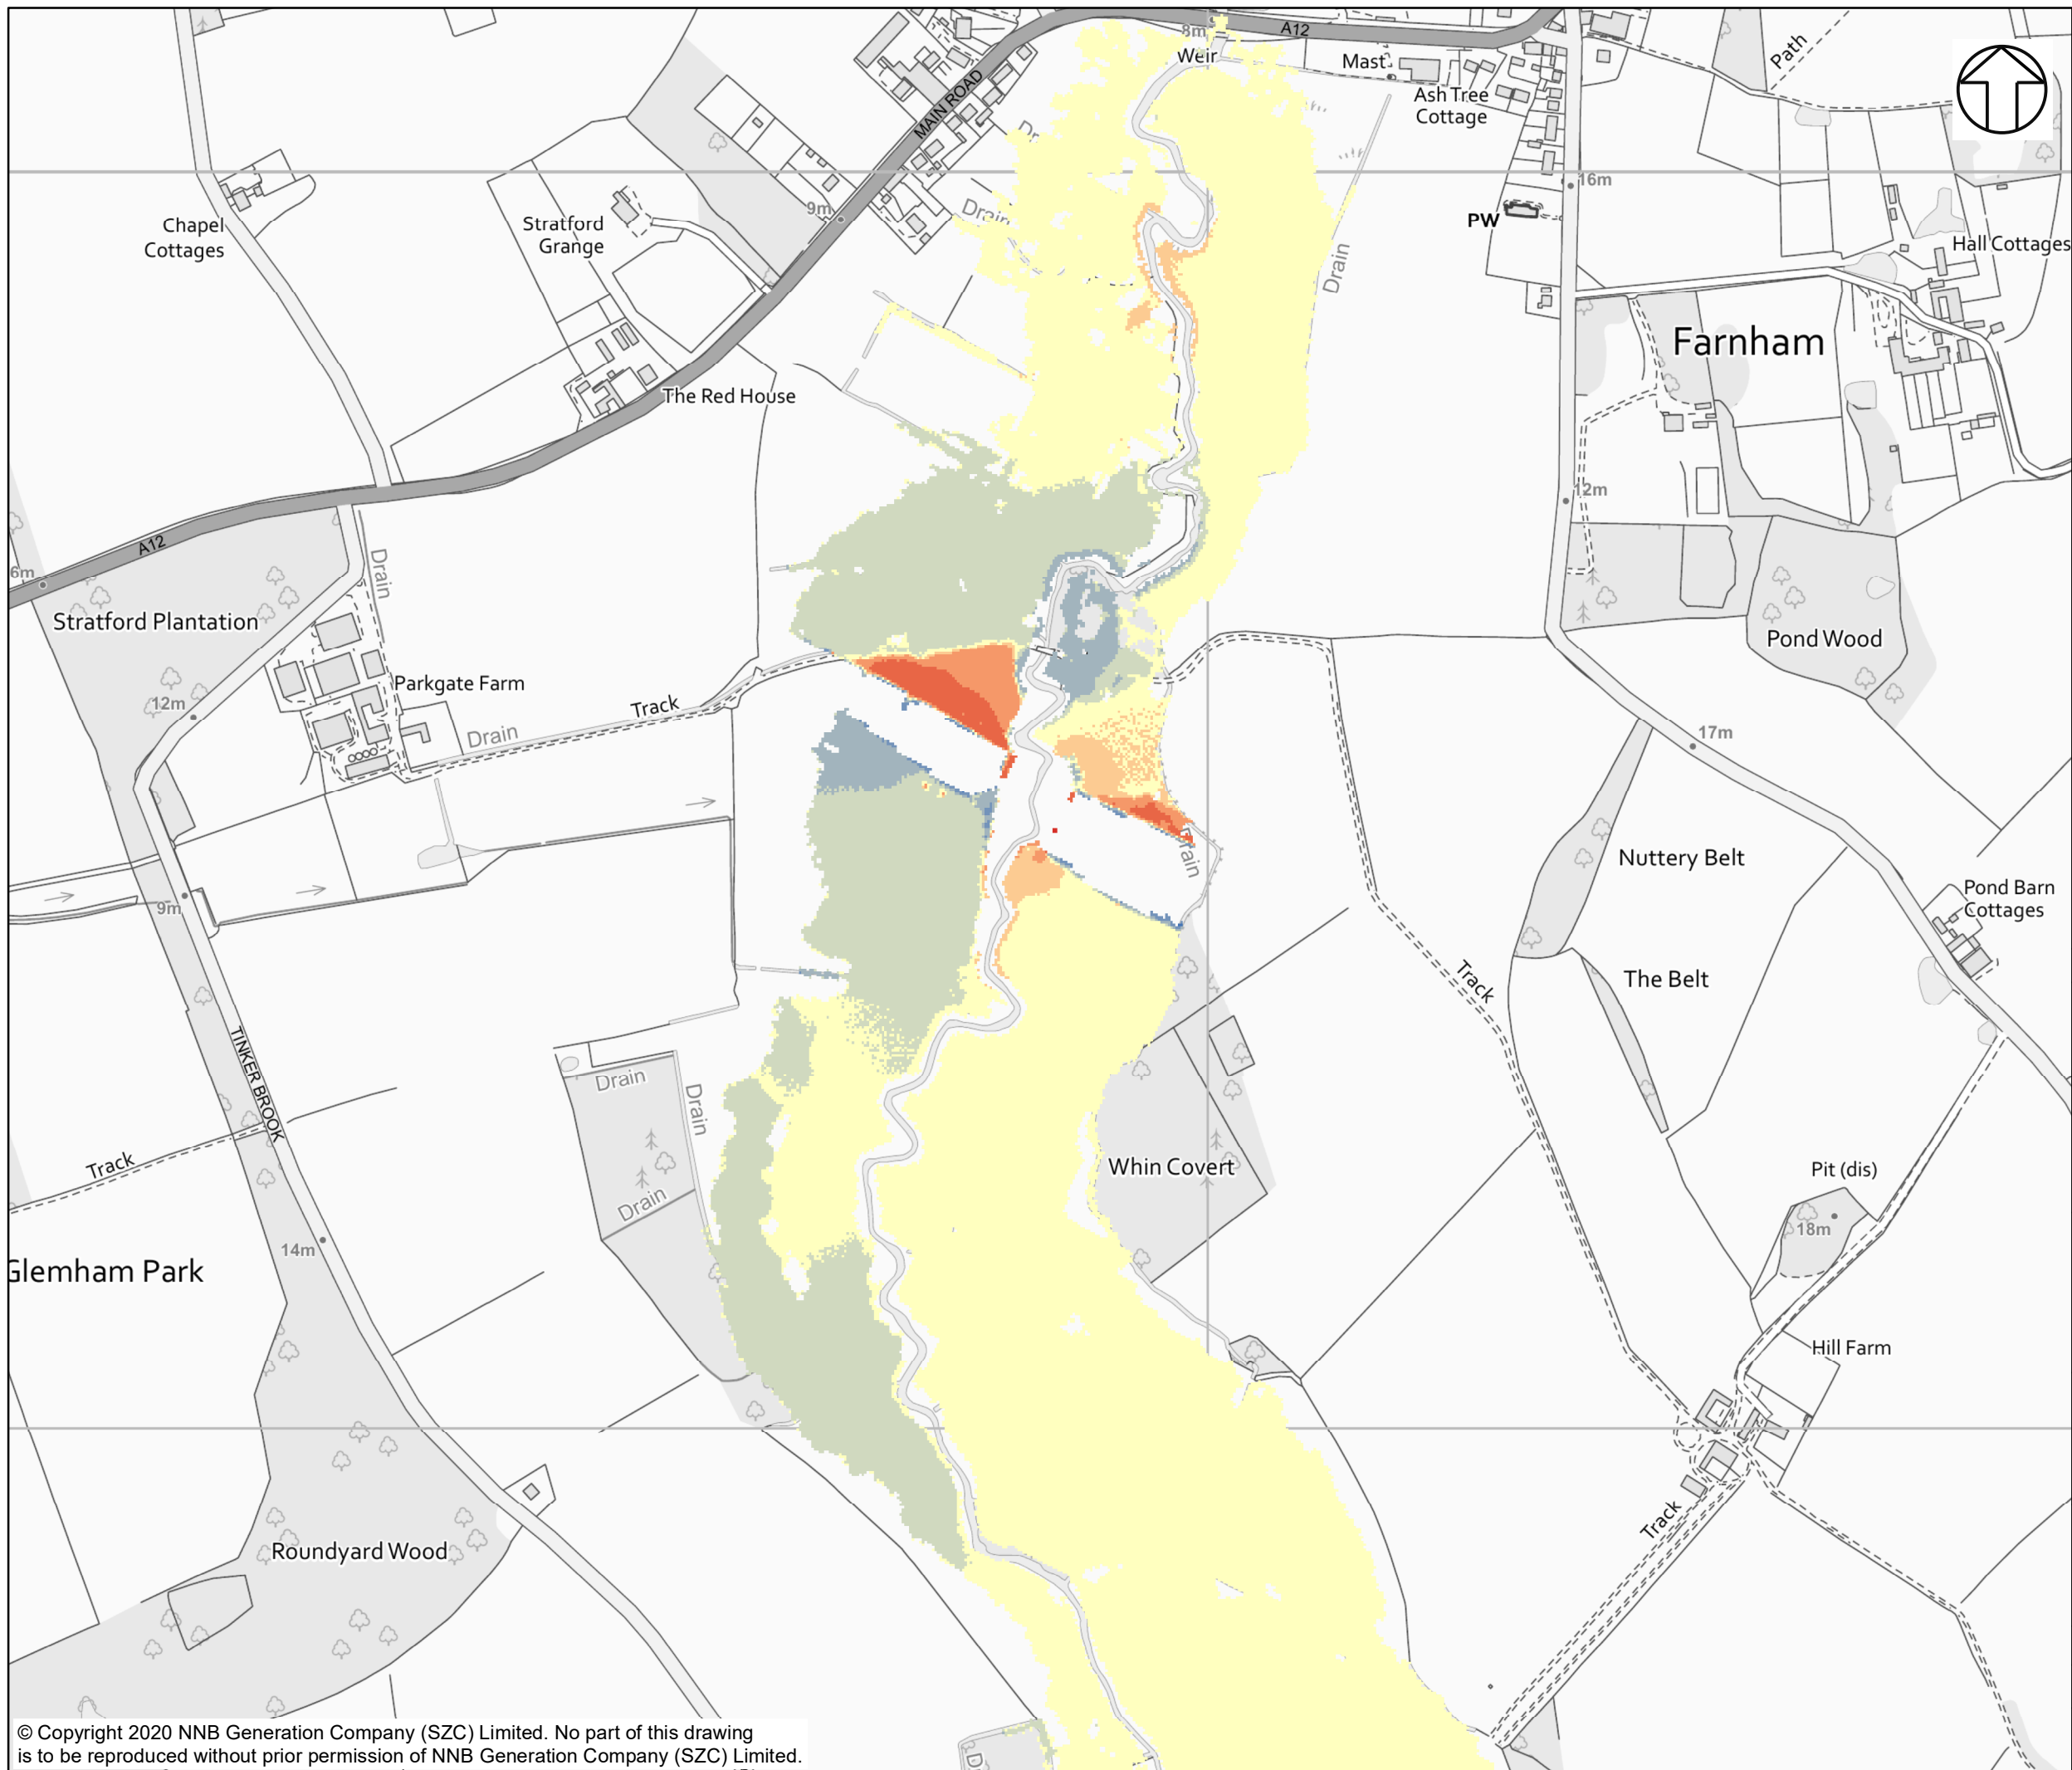 A12
8m
Weir
Mast
Ash Tree
Cottage
Path
MAIN ROAD
16m
PW
Hall Cottages
Chapel
Cottages
Stratford
Grange
9m
Drain
Drain
Farnham
The Red House
12m
A12
Drain
6m
Stratford Plantation
Pond Wood
Parkgate Farm
12m
Track
Drain
17m
Nuttery Belt
Pond Barn
Cottages
9m
The Belt
Track
TINKER BROOK
Drain
Drain
Track
Whin Covert
Pit (dis)
Drain
18m
14m
Glemham Park
Hill Farm
Roundyard Wood
Track
© Copyright 2020 NNB Generation Company (SZC) Limited. No part of this drawing
is to be reproduced without prior permission of NNB Generation Company (SZC) Limited.